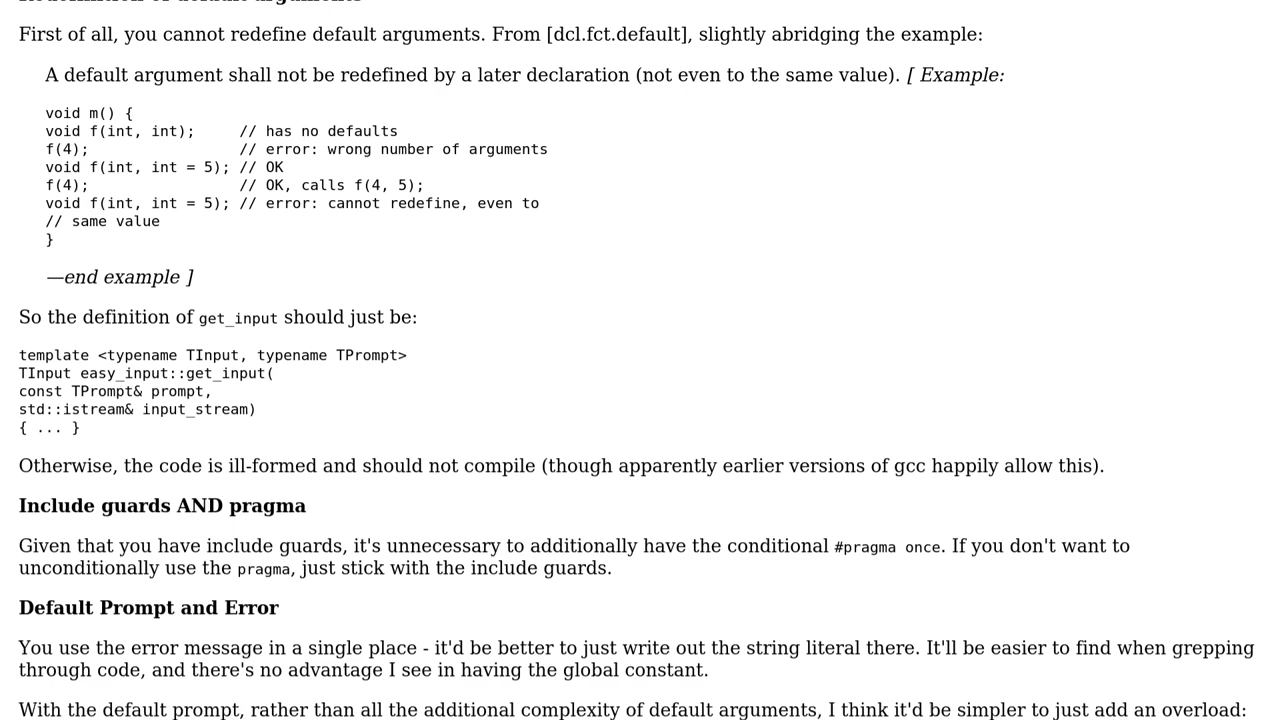 First of all, you cannot redefine default arguments. From [dcl.fct.default], slightly abridging the example:
A default argument shall not be redefined by a later declaration (not even to the same value). [ Example:
void m() {
void f(int, int);     // has no defaults
f(4);                 // error: wrong number of arguments
void f(int, int = 5); // OK
f(4);                 // OK, calls f(4, 5);
void f(int, int = 5); // error: cannot redefine, even to
// same value
}
—end example ]
So the definition of get_input should just be:
template <typename TInput, typename TPrompt>
TInput easy_input::get_input(
const TPrompt& prompt,
std::istream& input_stream)
{ ... }
Otherwise, the code is ill-formed and should not compile (though apparently earlier versions of gcc happily allow this).
Include guards AND pragma
Given that you have include guards, it's unnecessary to additionally have the conditional #pragma once. If you don't want to
unconditionally use the pragma, just stick with the include guards.
Default Prompt and Error
You use the error message in a single place - it'd be better to just write out the string literal there. It'll be easier to find when grepping
through code, and there's no advantage I see in having the global constant.
With the default prompt, rather than all the additional complexity of default arguments, I think it'd be simpler to just add an overload: